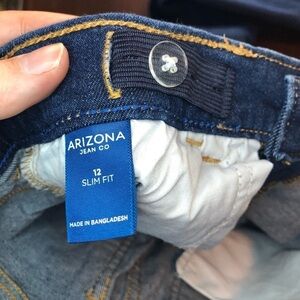 ARIZONA
JEAN CO
12
SLIM FIT
MADE IN BANGLADESH